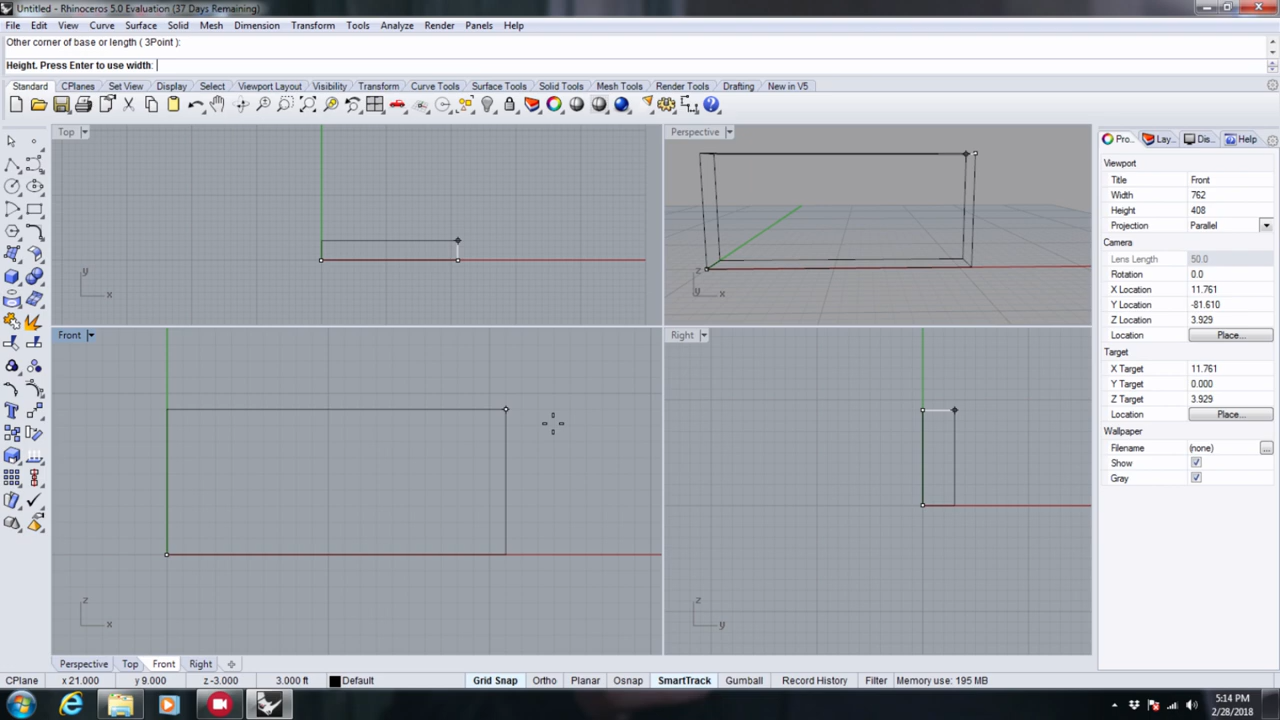 Untitled - Rhinoceros 5.0 Evaluation (37 Days Remaining)
File Edit View Curve Surface Solid Mesh Dimension Transform Tools Analyze Render Panels Help
Other corner of base or length ( 3Point ):
Height. Press Enter to use width:
Standard CPlanes Set View Display Select Viewport Layout Visibility Transform Curve Tools Surface Tools Solid Tools Mesh Tools Render Tools Drafting New in V5
Top
y
x
Perspective
z
y
x
Front
z
x
Right
z
y
Pro... Lay... Dis... Help
Viewport
Title Front
Width 762
Height 408
Projection Parallel
Camera
Lens Length 50.0
Rotation 0.0
X Location 11.761
Y Location -81.610
Z Location 3.929
Location Place...
Target
X Target 11.761
Y Target 0.000
Z Target 3.929
Location Place...
Wallpaper
Filename (none) ...
Show
Gray
Perspective Top Front Right
CPlane x 21.000 y 9.000 z -3.000 3.000 ft Default Grid Snap Ortho Planar Osnap SmartTrack Gumball Record History Filter Memory use: 195 MB
5:14 PM
2/28/2018